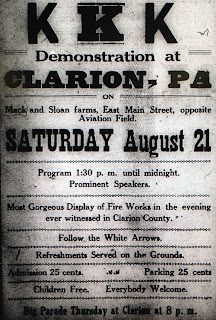 K K K
Demonstration at
CLARION, PA
ON
Mack and Sloan farms, East Main Street, opposite
Aviation Field.
SATURDAY August 21
Program 1:30 p. m. until midnight.
Prominent Speakers.
Most Gorgeous Display of Fire Works in the evening
ever witnessed in Clarion County.
Follow the White Arrows.
Refreshments Served on the Grounds.
Admission 25 cents. Parking 25 cents
Children Free. Everybody Welcome.
Big Parade Thursday at Clarion at 8 p. m.